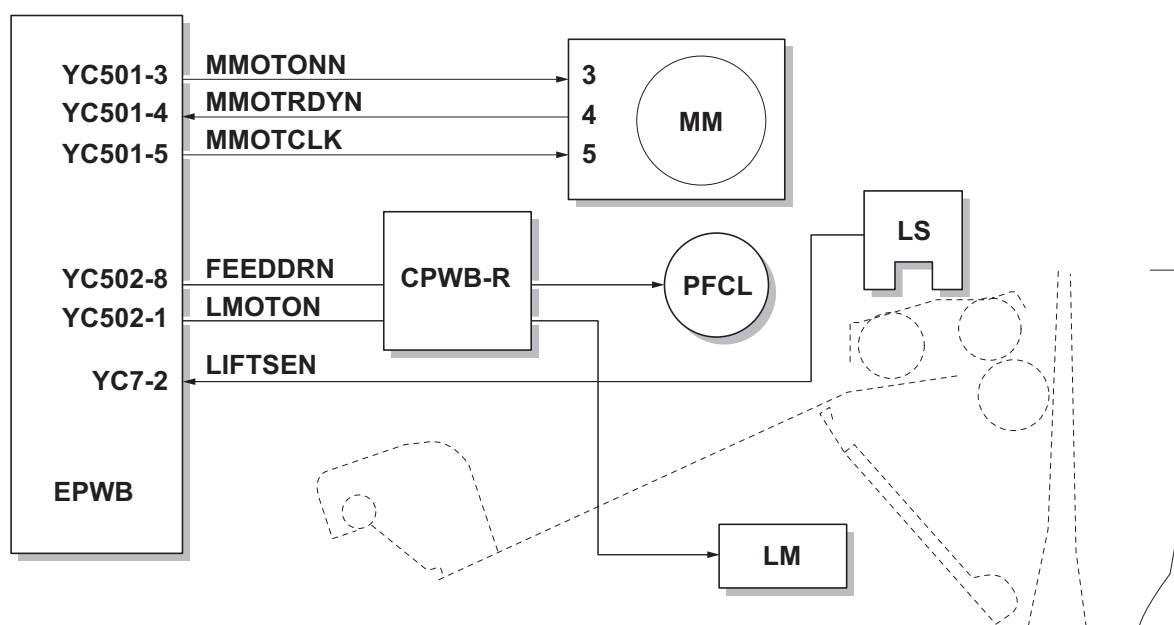 YC501-3 MMOTONN 3
YC501-4 MMOTRDYN 4
YC501-5 MMOTCLK 5
MM
LS
YC502-8 FEEDDRN
CPWB-R
PFCL
YC502-1 LMOTON
YC7-2 LIFTSEN
EPWB
LM